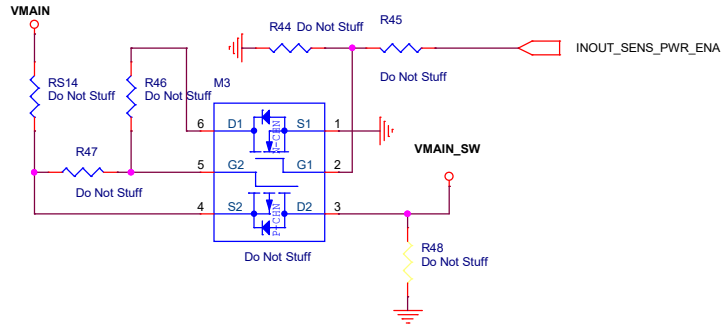 VMAIN
R44 Do Not Stuff
R45
INOUT_SENS_PWR_ENA
Do Not Stuff
RS14
Do Not Stuff
R46
Do Not Stuff
M3
6 D1 S1 1
N-CHN
R47
5 G2 G1 2
VMAIN_SW
Do Not Stuff
4 S2 D2 3
P-CHN
Do Not Stuff
R48
Do Not Stuff